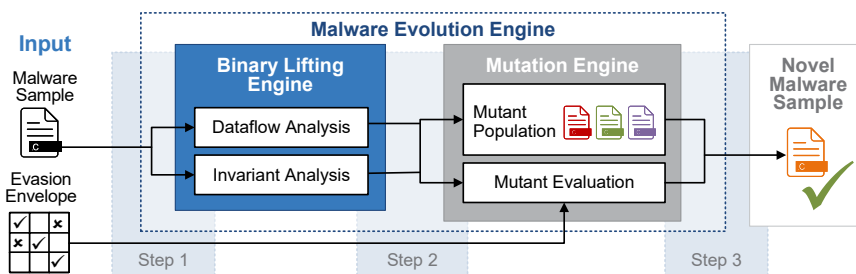 Malware Evolution Engine
Input
Malware
Sample
C
Evasion
Envelope
Binary Lifting
Engine
Dataflow Analysis
Invariant Analysis
Mutation Engine
Mutant
Population
C
C
C
Mutant Evaluation
Novel
Malware
Sample
C
Step 1
Step 2
Step 3